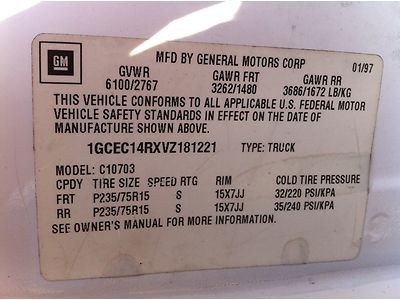 GM
MFD BY GENERAL MOTORS CORP 01/97
GVWR GAWR FRT GAWR RR
6100/2767 3262/1480 3686/1672 LB/KG
THIS VEHICLE CONFORMS TO ALL APPLICABLE U.S. FEDERAL MOTOR
VEHICLE SAFETY STANDARDS IN EFFECT ON THE DATE OF
MANUFACTURE SHOWN ABOVE.
1GCEC14RXVZ181221 TYPE: TRUCK
MODEL: C10703
CPDY TIRE SIZE SPEED RTG RIM COLD TIRE PRESSURE
FRT P235/75R15 S 15X7JJ 32/220 PSI/KPA
RR P235/75R15 S 15X7JJ 35/240 PSI/KPA
SEE OWNER'S MANUAL FOR MORE INFORMATION.